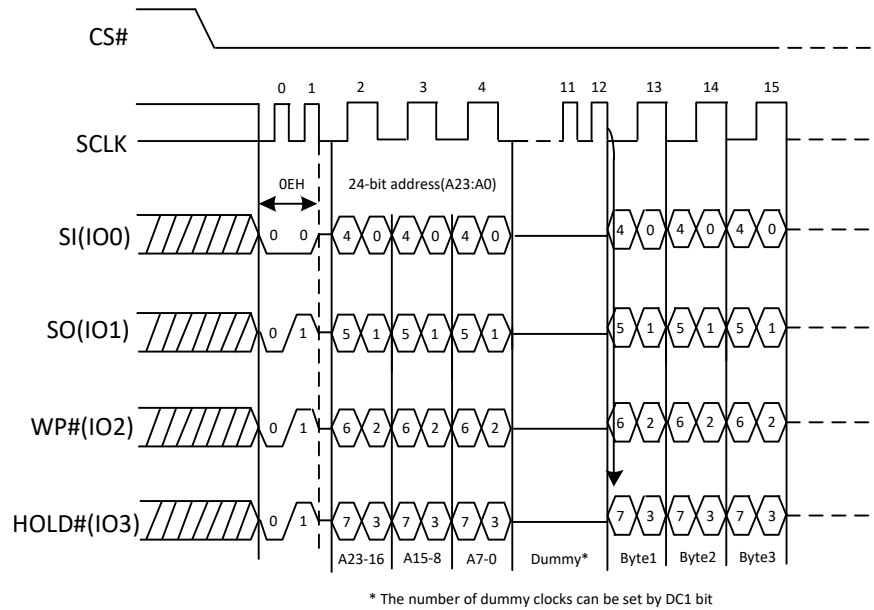 CS#
0 1 2 3 4 11 12 13 14 15
SCLK
0EH 24-bit address(A23:A0)
SI(IO0) 0 0 4 0 4 0 4 0 4 0 4 0 4 0
SO(IO1) 0 1 5 1 5 1 5 1 5 1 5 1 5 1
WP#(IO2) 0 1 6 2 6 2 6 2 6 2 6 2 6 2
HOLD#(IO3) 0 1 7 3 7 3 7 3 7 3 7 3 7 3
A23-16 A15-8 A7-0 Dummy* Byte1 Byte2 Byte3
* The number of dummy clocks can be set by DC1 bit